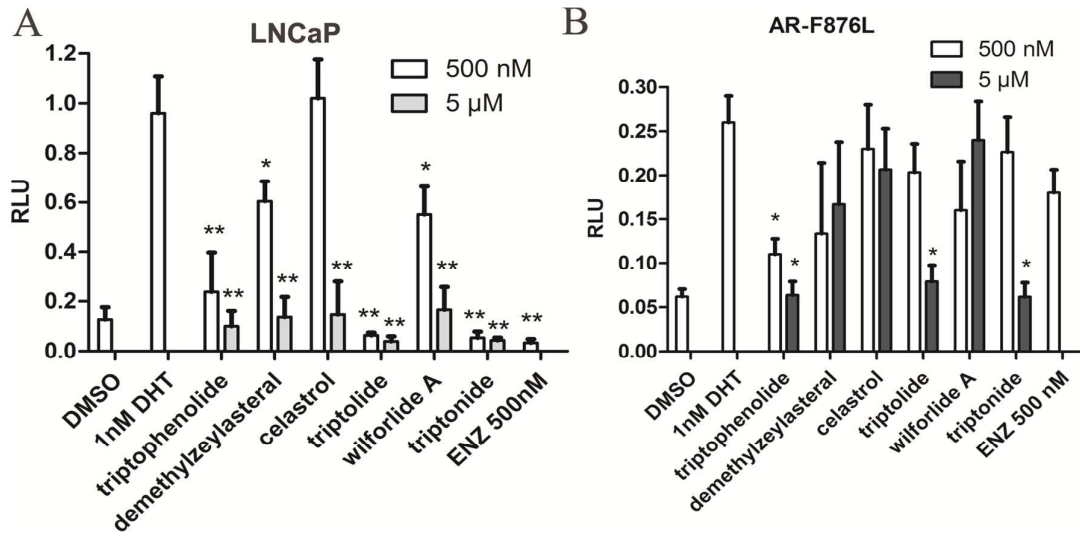 A
LNCaP
500 nM
5 µM
RLU
1.2
1.0
0.8
0.6
0.4
0.2
0.0
**
**
*
**
**
**
**
*
**
**
**
**
DMSO
1nM DHT
triptophenolide
demethylzeylasteral
celastrol
triptolide
wilforlide A
triptonide
ENZ 500nM
B
AR-F876L
500 nM
5 µM
RLU
0.30
0.25
0.20
0.15
0.10
0.05
0.00
*
*
*
*
DMSO
1nM DHT
triptophenolide
demethylzeylasteral
celastrol
triptolide
wilforlide A
triptonide
ENZ 500 nM